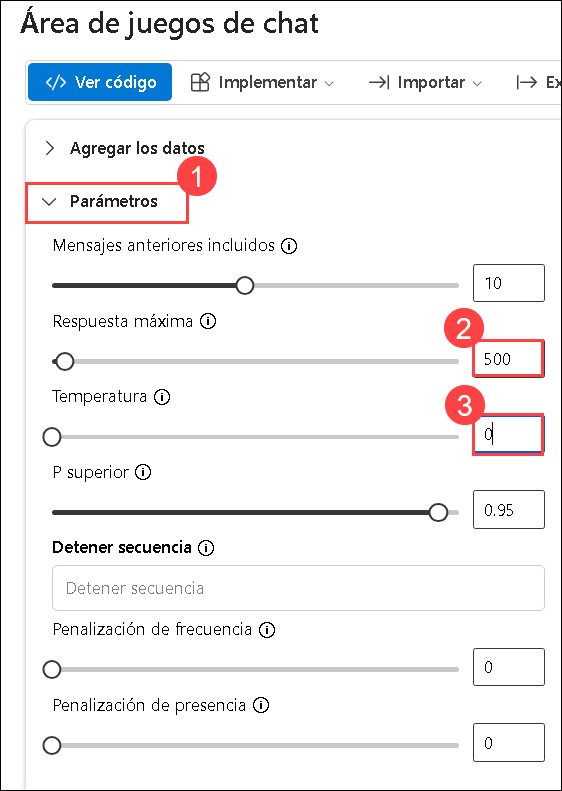 Área de juegos de chat
</> Ver código Implementar Importar
Agregar los datos
1
Parámetros
Mensajes anteriores incluidos
10
Respuesta máxima
2
500
Temperatura
3
0
P superior
0.95
Detener secuencia
Detener secuencia
Penalización de frecuencia
0
Penalización de presencia
0